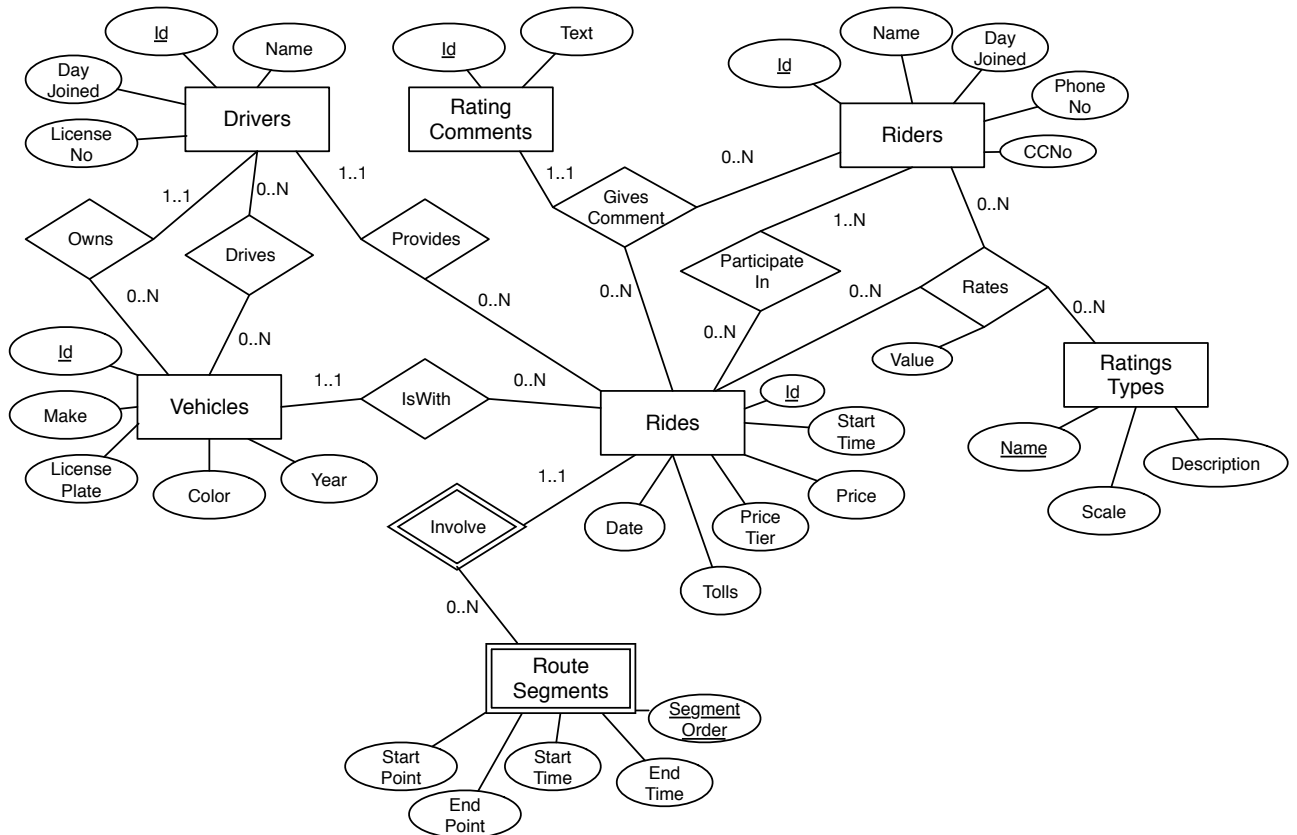 Id
Name
Day
Joined
License
No
Drivers
Id
Text
Rating
Comments
Id
Name
Day
Joined
Phone
No
CCNo
Riders
1..1
0..N
1..1
1..1
0..N
Owns
Drives
Provides
Gives
Comment
1..N
0..N
Participate
In
0..N
0..N
0..N
0..N
0..N
0..N
Rates
0..N
Value
0..N
Ratings
Types
Name
Scale
Description
Id
Make
License
Plate
Color
Year
Vehicles
1..1
IsWith
0..N
Rides
Id
Start
Time
Price
Price
Tier
Tolls
Date
1..1
Involve
0..N
Route
Segments
Segment
Order
Start
Point
End
Point
Start
Time
End
Time